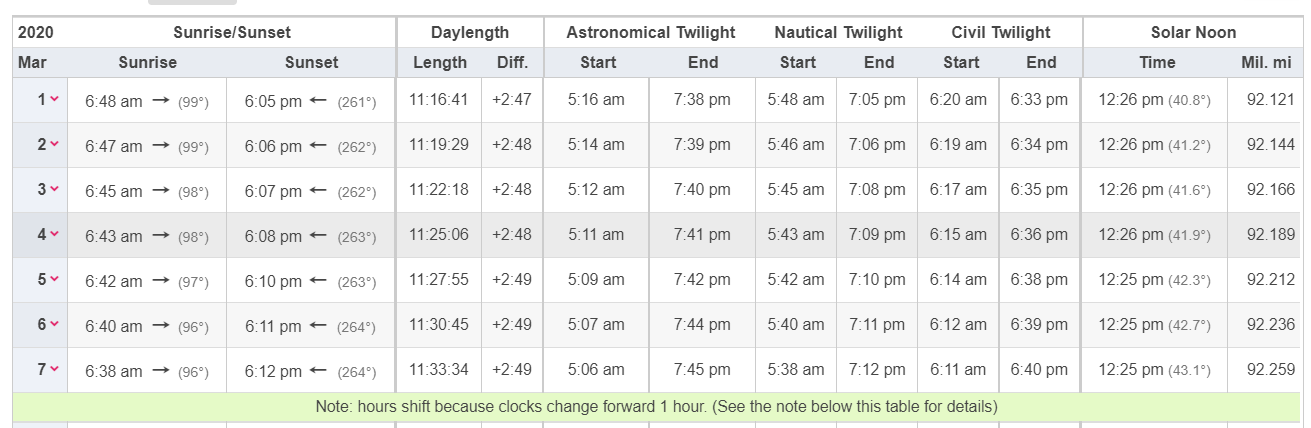 2020 Sunrise/Sunset Daylength Astronomical Twilight Nautical Twilight Civil Twilight Solar Noon
Mar Sunrise Sunset Length Diff. Start End Start End Start End Time Mil. mi
1 6:48 am → (99°) 6:05 pm ← (261°) 11:16:41 +2:47 5:16 am 7:38 pm 5:48 am 7:05 pm 6:20 am 6:33 pm 12:26 pm (40.8°) 92.121
2 6:47 am → (99°) 6:06 pm ← (262°) 11:19:29 +2:48 5:14 am 7:39 pm 5:46 am 7:06 pm 6:19 am 6:34 pm 12:26 pm (41.2°) 92.144
3 6:45 am → (98°) 6:07 pm ← (262°) 11:22:18 +2:48 5:12 am 7:40 pm 5:45 am 7:08 pm 6:17 am 6:35 pm 12:26 pm (41.6°) 92.166
4 6:43 am → (98°) 6:08 pm ← (263°) 11:25:06 +2:48 5:11 am 7:41 pm 5:43 am 7:09 pm 6:15 am 6:36 pm 12:26 pm (41.9°) 92.189
5 6:42 am → (97°) 6:10 pm ← (263°) 11:27:55 +2:49 5:09 am 7:42 pm 5:42 am 7:10 pm 6:14 am 6:38 pm 12:25 pm (42.3°) 92.212
6 6:40 am → (96°) 6:11 pm ← (264°) 11:30:45 +2:49 5:07 am 7:44 pm 5:40 am 7:11 pm 6:12 am 6:39 pm 12:25 pm (42.7°) 92.236
7 6:38 am → (96°) 6:12 pm ← (264°) 11:33:34 +2:49 5:06 am 7:45 pm 5:38 am 7:12 pm 6:11 am 6:40 pm 12:25 pm (43.1°) 92.259
Note: hours shift because clocks change forward 1 hour. (See the note below this table for details)